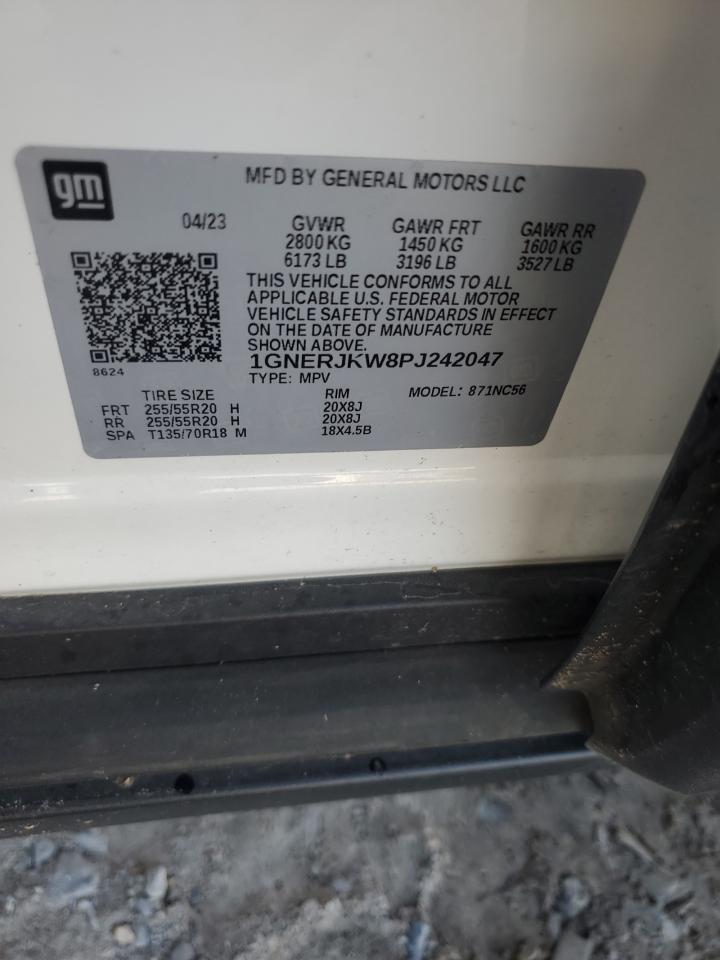 gm
MFD BY GENERAL MOTORS LLC
04/23 GVWR GAWR FRT GAWR RR
2800 KG 1450 KG 1600 KG
6173 LB 3196 LB 3527 LB
THIS VEHICLE CONFORMS TO ALL
APPLICABLE U.S. FEDERAL MOTOR
VEHICLE SAFETY STANDARDS IN EFFECT
ON THE DATE OF MANUFACTURE
SHOWN ABOVE.
1GNERJKW8PJ242047
8624
TYPE: MPV MODEL: 871NC56
TIRE SIZE RIM
FRT 255/55R20 H 20X8J
RR 255/55R20 H 20X8J
SPA T135/70R18 M 18X4.5B